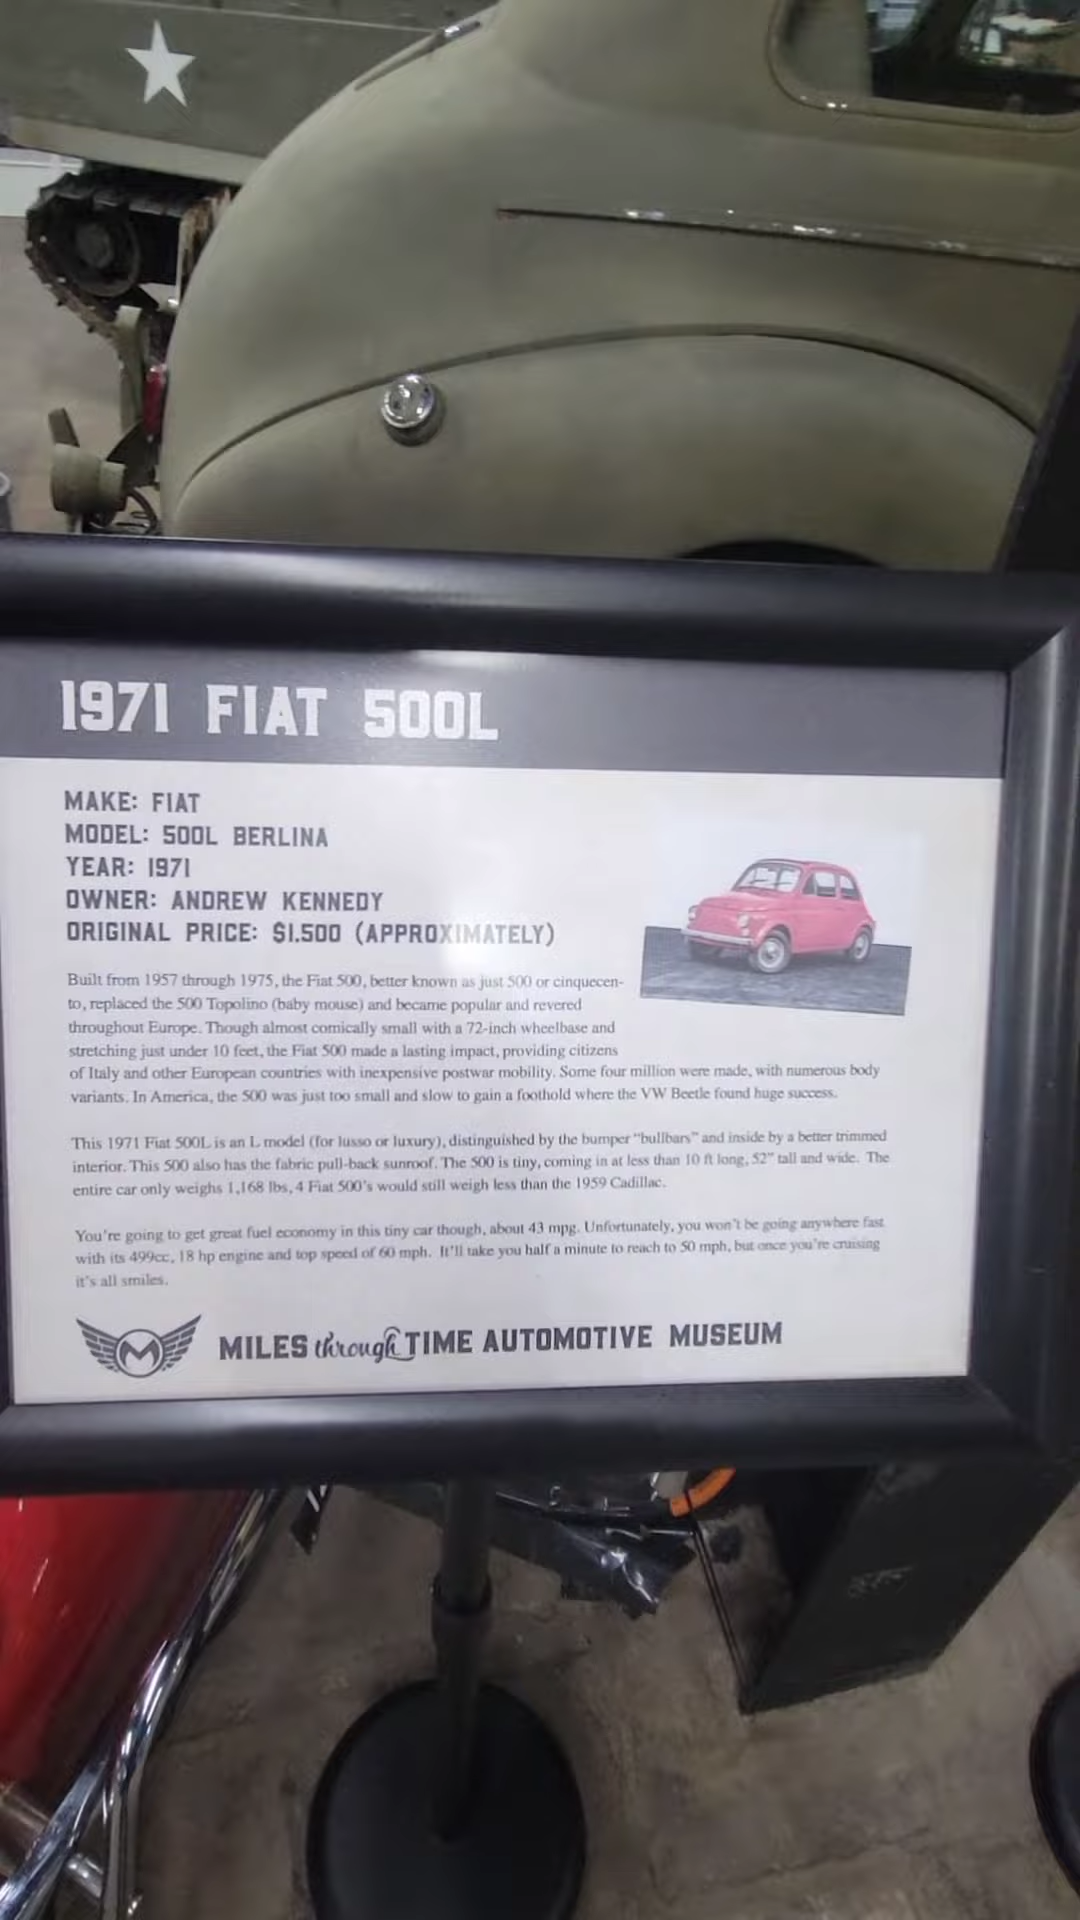 1971 FIAT 500L
MAKE: FIAT
MODEL: 500L BERLINA
YEAR: 1971
OWNER: ANDREW KENNEDY
ORIGINAL PRICE: $1,500 (APPROXIMATELY)
Built from 1957 through 1975, the Fiat 500, better known as just 500 or cinquecen-
to, replaced the 500 Topolino (baby mouse) and became popular and revered
throughout Europe. Though almost comically small with a 72-inch wheelbase and
stretching just under 10 feet, the Fiat 500 made a lasting impact, providing citizens
of Italy and other European countries with inexpensive postwar mobility. Some four million were made, with numerous body
variants. In America, the 500 was just too small and slow to gain a foothold where the VW Beetle found huge success.
This 1971 Fiat 500L is an L model (for lusso or luxury), distinguished by the bumper “bullbars” and inside by a better trimmed
interior. This 500 also has the fabric pull-back sunroof. The 500 is tiny, coming in at less than 10 ft long, 52” tall and wide. The
entire car only weighs 1,168 lbs, 4 Fiat 500’s would still weigh less than the 1959 Cadillac.
You’re going to get great fuel economy in this tiny car though, about 43 mpg. Unfortunately, you won’t be going anywhere fast
with its 499cc, 18 hp engine and top speed of 60 mph. It’ll take you half a minute to reach to 50 mph, but once you’re cruising
it’s all smiles.
MILES through TIME AUTOMOTIVE MUSEUM